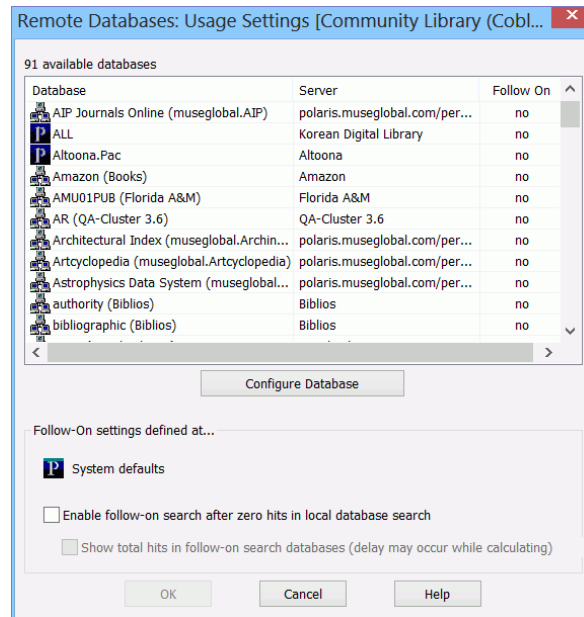 Remote Databases: Usage Settings [Community Library (Cobl...
91 available databases
Database Server Follow On
AIP Journals Online (museglobal.AIP) polaris.museglobal.com/per... no
P ALL Korean Digital Library no
P Altoona.Pac Altoona no
Amazon (Books) Amazon no
AMU01PUB (Florida A&M) Florida A&M no
AR (QA-Cluster 3.6) QA-Cluster 3.6 no
Architectural Index (museglobal.Archin... polaris.museglobal.com/per... no
Artcyclopedia (museglobal.Artcyclopedia) polaris.museglobal.com/per... no
Astrophysics Data System (museglobal... polaris.museglobal.com/per... no
authority (Biblios) Biblios no
bibliographic (Biblios) Biblios no
Configure Database
Follow-On settings defined at...
P System defaults
Enable follow-on search after zero hits in local database search
Show total hits in follow-on search databases (delay may occur while calculating)
OK Cancel Help